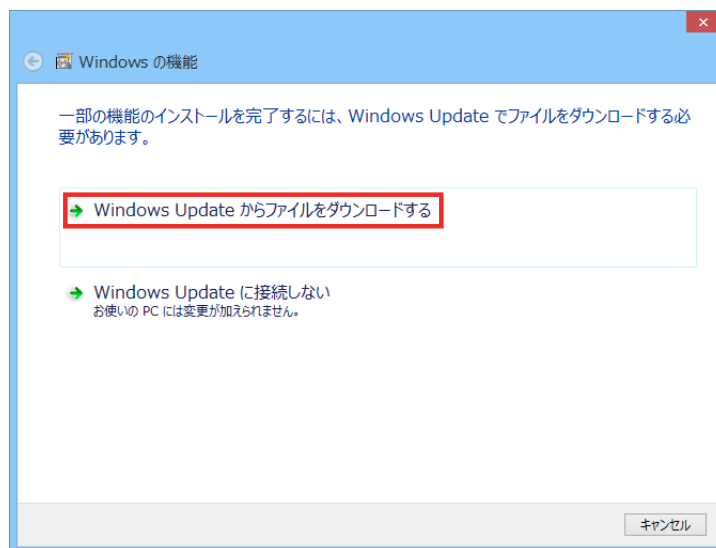 Windows の機能
一部の機能のインストールを完了するには、Windows Update でファイルをダウンロードする必
要があります。
Windows Update からファイルをダウンロードする
Windows Update に接続しない
お使いの PC には変更が加えられません。
キャンセル